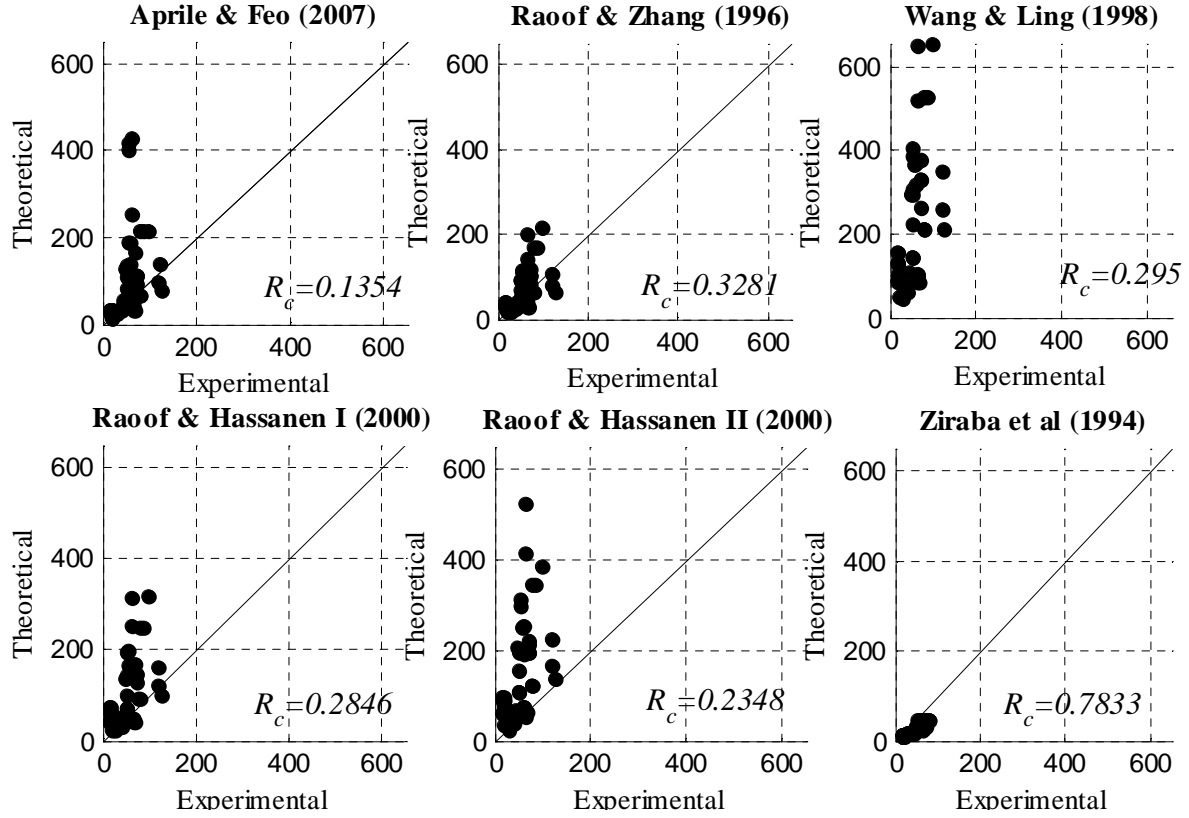 Aprile & Feo (2007)
600
400
200
0
Theoretical
R_c=0.1354
0 200 400 600
Experimental
Raoof & Zhang (1996)
600
400
200
0
Theoretical
R_c=0.3281
0 200 400 600
Experimental
Wang & Ling (1998)
600
400
200
0
Theoretical
R_c=0.295
0 200 400 600
Experimental
Raoof & Hassanen I (2000)
600
400
200
0
Theoretical
R_c=0.2846
0 200 400 600
Experimental
Raoof & Hassanen II (2000)
600
400
200
0
Theoretical
R_c=0.2348
0 200 400 600
Experimental
Ziraba et al (1994)
600
400
200
0
Theoretical
R_c=0.7833
0 200 400 600
Experimental